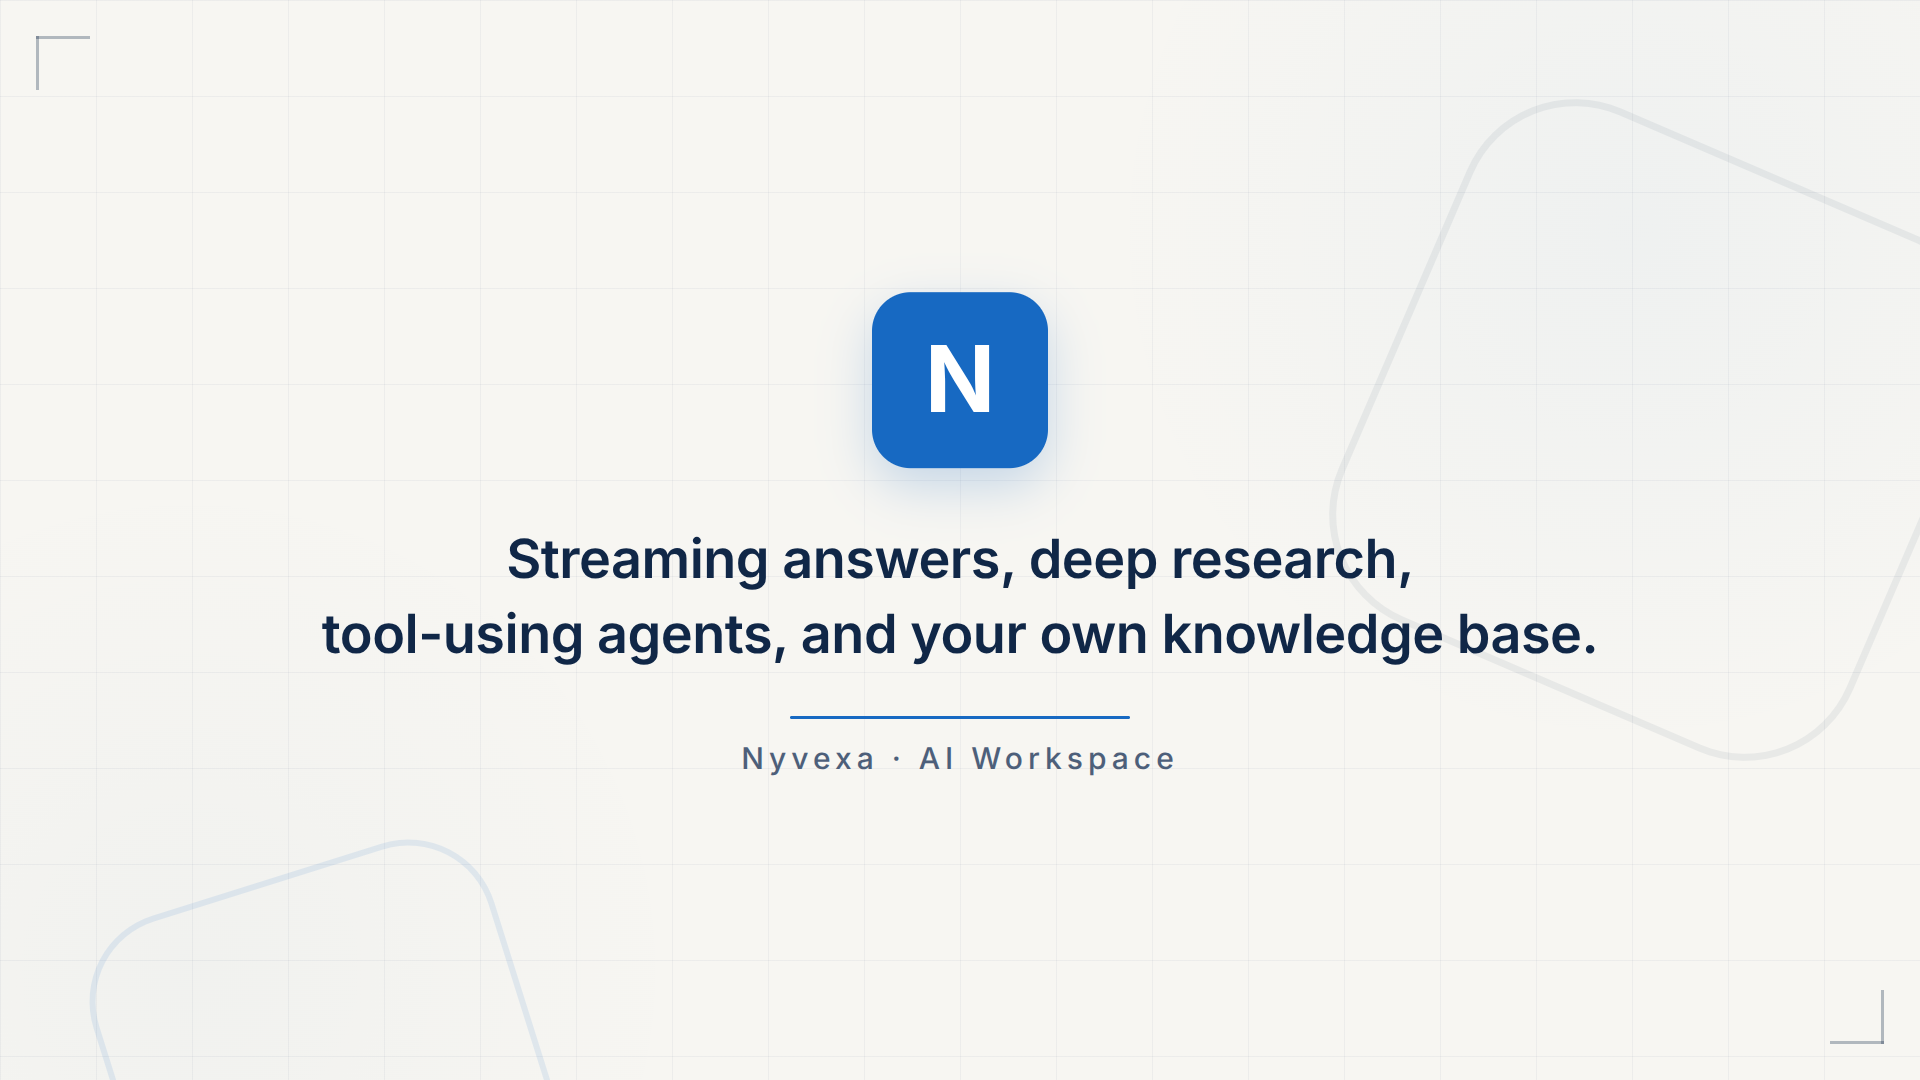 N
Streaming answers, deep research,
tool-using agents, and your own knowledge base.
Nyvexa · AI Workspace